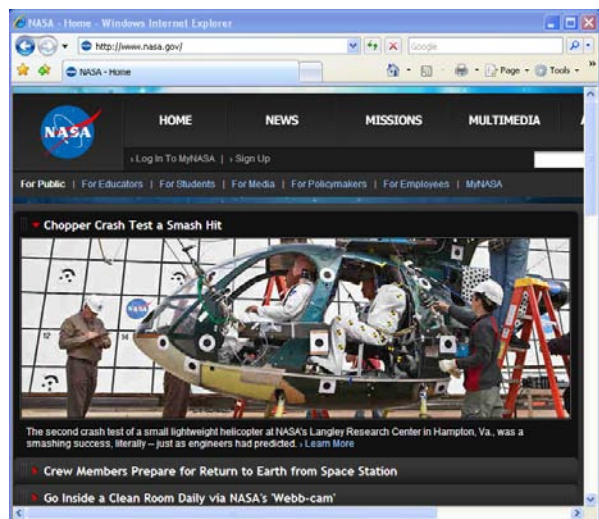 NASA - Home - Windows Internet Explorer
http://www.nasa.gov/
Google
NASA - Home
Page
Tools
»
NASA
HOME NEWS MISSIONS MULTIMEDIA
› Log In To MyNASA | › Sign Up
For Public | For Educators | For Students | For Media | For Policymakers | For Employees | MyNASA
Chopper Crash Test a Smash Hit
NASA
12 14
The second crash test of a small lightweight helicopter at NASA's Langley Research Center in Hampton, Va., was a
smashing success, literally -- just as engineers had predicted. › Learn More
Crew Members Prepare for Return to Earth from Space Station
Go Inside a Clean Room Daily via NASA's 'Webb-cam'